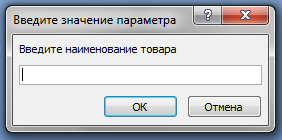 Введите значение параметра
Введите наименование товара
ОК
Отмена